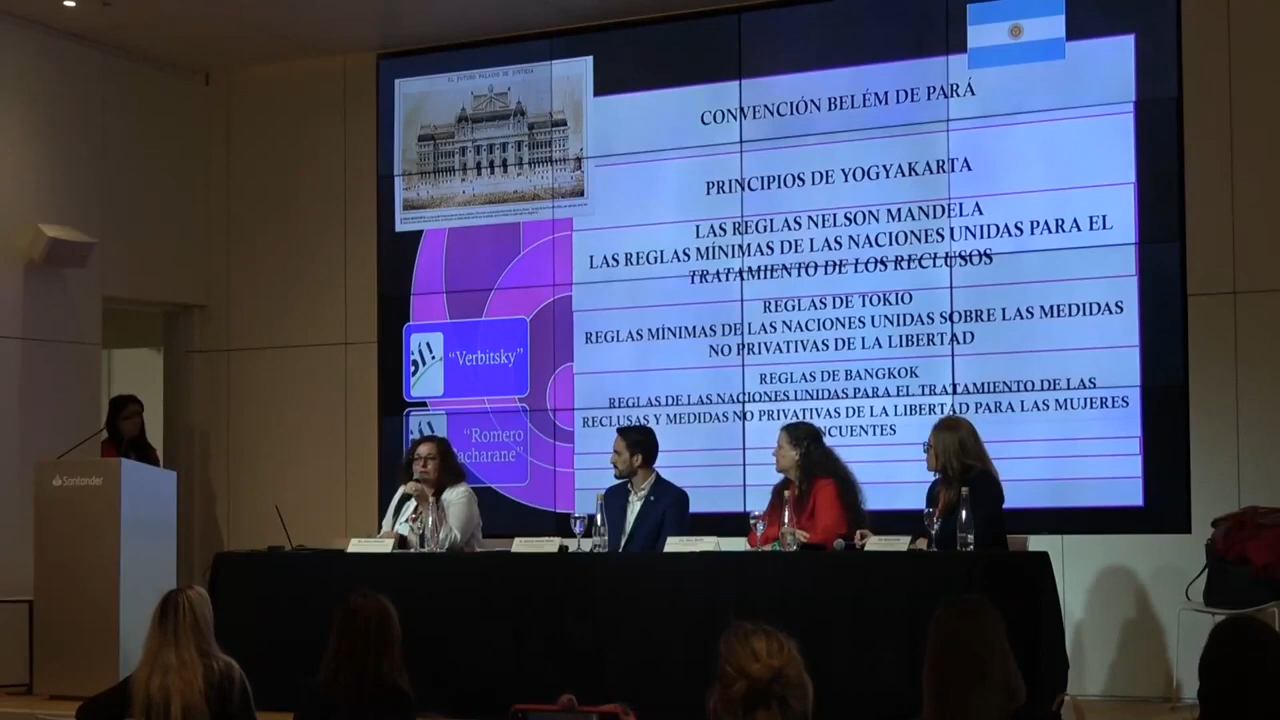 EL FUTURO PALACIO DE JUSTICIA
CONVENCIÓN BELÉM DE PARÁ
PRINCIPIOS DE YOGYAKARTA
LAS REGLAS NELSON MANDELA
LAS REGLAS MÍNIMAS DE LAS NACIONES UNIDAS PARA EL
TRATAMIENTO DE LOS RECLUSOS
REGLAS DE TOKIO
REGLAS MÍNIMAS DE LAS NACIONES UNIDAS SOBRE LAS MEDIDAS
NO PRIVATIVAS DE LA LIBERTAD
REGLAS DE BANGKOK
REGLAS DE LAS NACIONES UNIDAS PARA EL TRATAMIENTO DE LAS
RECLUSAS Y MEDIDAS NO PRIVATIVAS DE LA LIBERTAD PARA LAS MUJERES
SÍ!
"Verbitsky"
"Romero
Santander